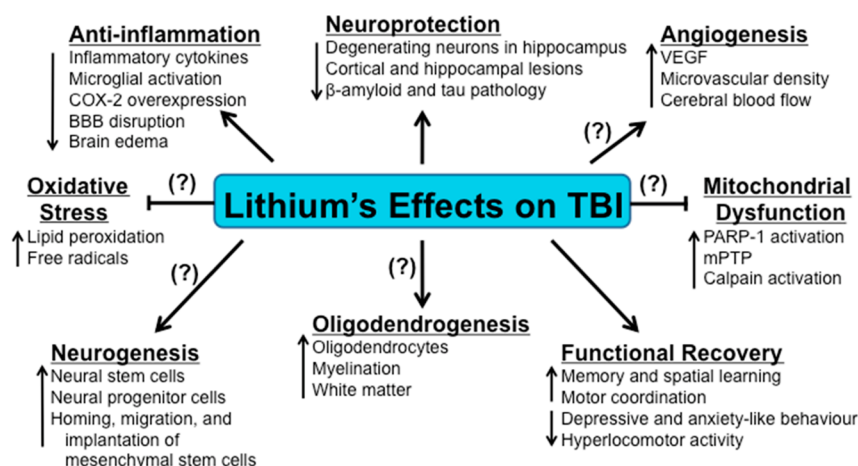 Anti-inflammation
Inflammatory cytokines
Microglial activation
COX-2 overexpression
BBB disruption
Brain edema
Neuroprotection
Degenerating neurons in hippocampus
Cortical and hippocampal lesions
β-amyloid and tau pathology
Angiogenesis
VEGF
Microvascular density
Cerebral blood flow
(?)
Oxidative
Stress
Lipid peroxidation
Free radicals
(?)
Lithium's Effects on TBI
(?)
Mitochondrial
Dysfunction
PARP-1 activation
mPTP
Calpain activation
(?)
Neurogenesis
Neural stem cells
Neural progenitor cells
Homing, migration, and
implantation of
mesenchymal stem cells
(?)
Oligodendrogenesis
Oligodendrocytes
Myelination
White matter
Functional Recovery
Memory and spatial learning
Motor coordination
Depressive and anxiety-like behaviour
Hyperlocomotor activity